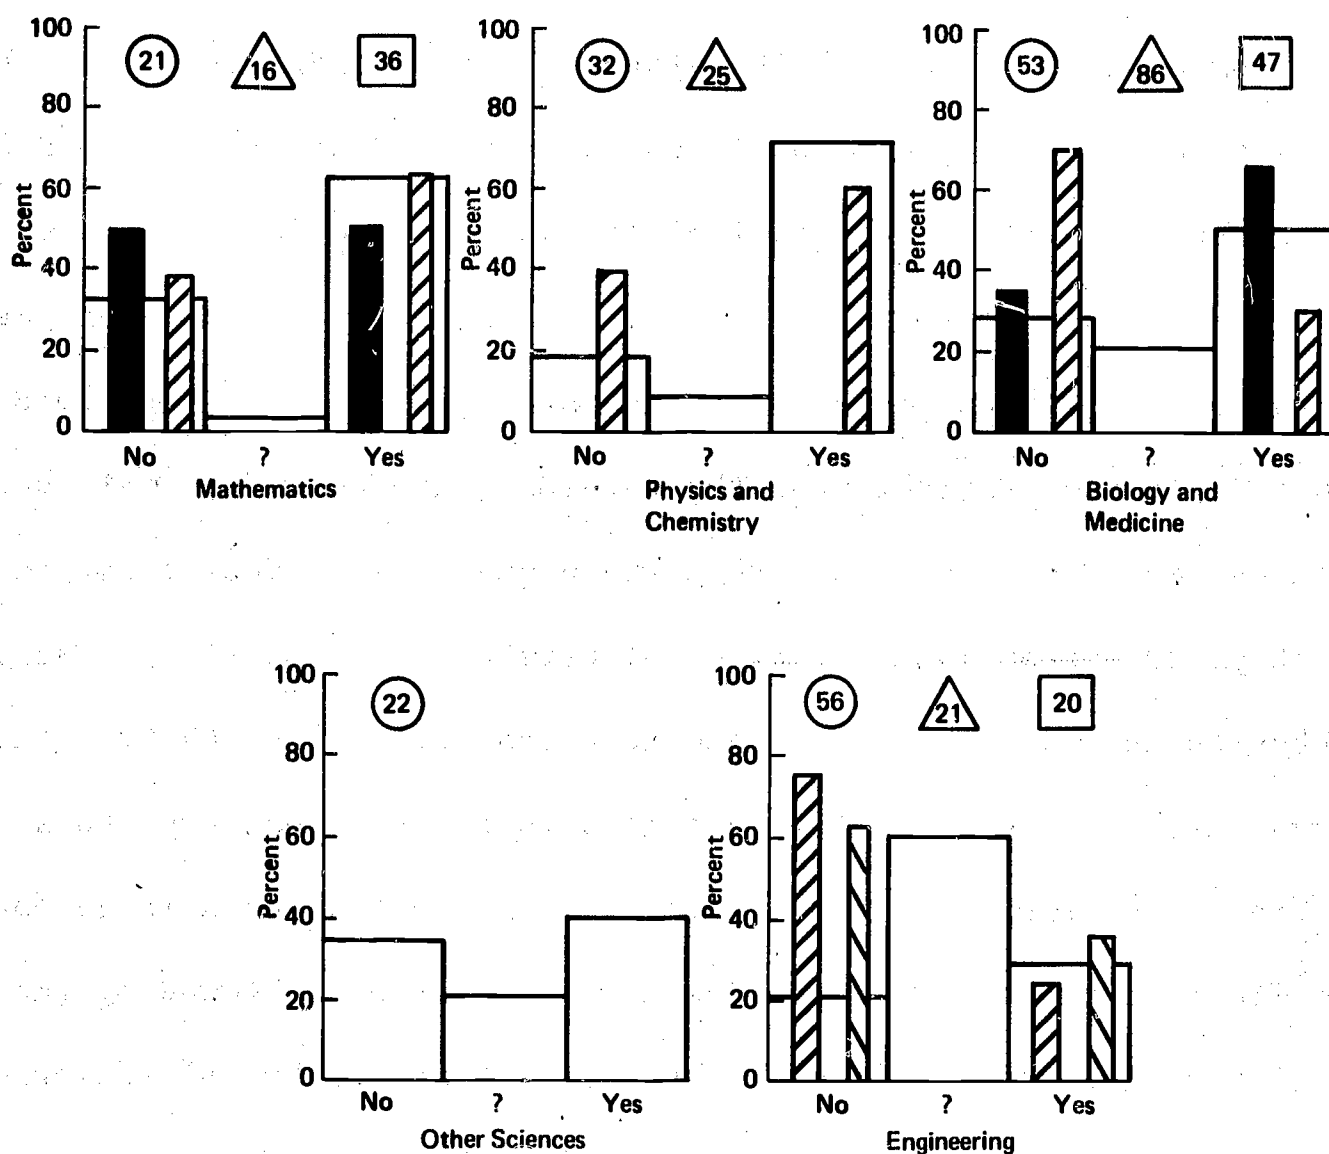 100
80
60
40
20
0
Percent
21
16
36
No ? Yes
Mathematics
100
80
60
40
20
0
Percent
32
25
No ? Yes
Physics and
Chemistry
100
80
60
40
20
0
Percent
53
86
47
No ? Yes
Biology and
Medicine
100
80
60
40
20
0
Percent
22
No ? Yes
Other Sciences
100
80
60
40
20
0
Percent
56
21
20
No ? Yes
Engineering